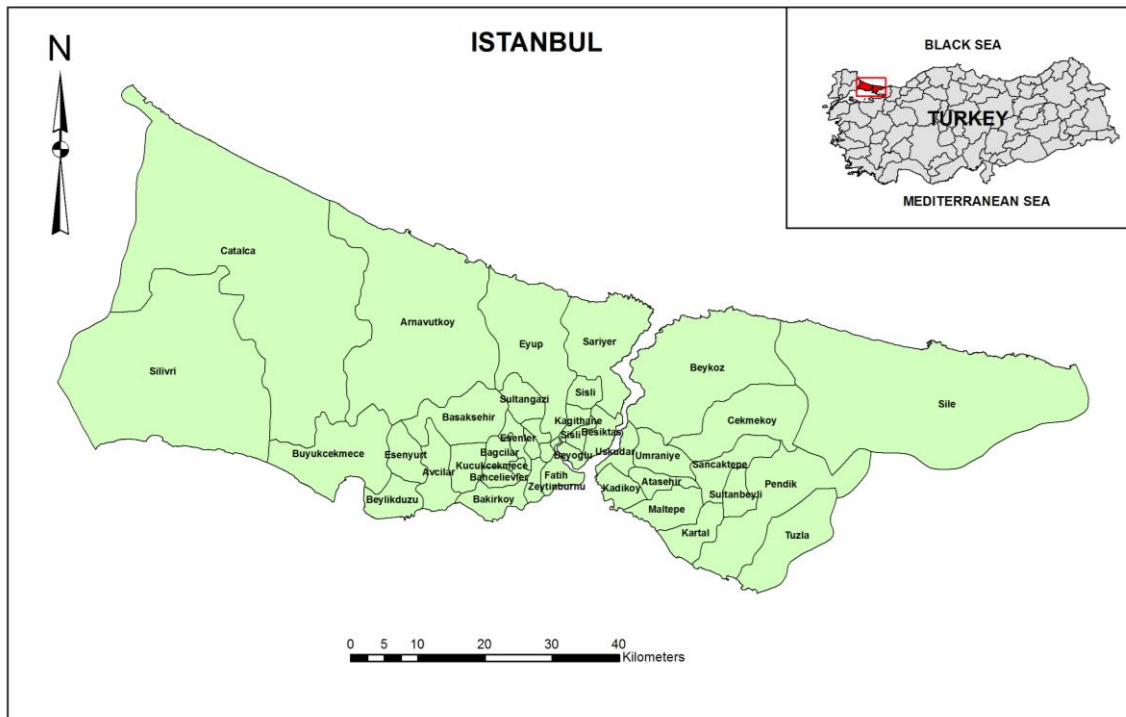 ISTANBUL
N
BLACK SEA
TURKEY
MEDITERRANEAN SEA
Catalca
Arnavutkoy
Eyup
Sariyer
Silivri
Beykoz
Sisli
Sultangazi
Sile
Basaksehir
Kagithane
Cekmekoy
Sisli
Besiktas
Esenler
Buyukcekmece
Esenyurt
Bagcilar
Beyoglu
Uskudar
Umraniye
Avcilar
Kucukcekmece
Sancaktepe
Bahcelievler
Fatih
Atasehir
Pendik
Zeytinburnu
Kadikoy
Sultanbeyli
Beylikduzu
Bakirkoy
Maltepe
Kartal
Tuzla
0 5 10 20 30 40
Kilometers